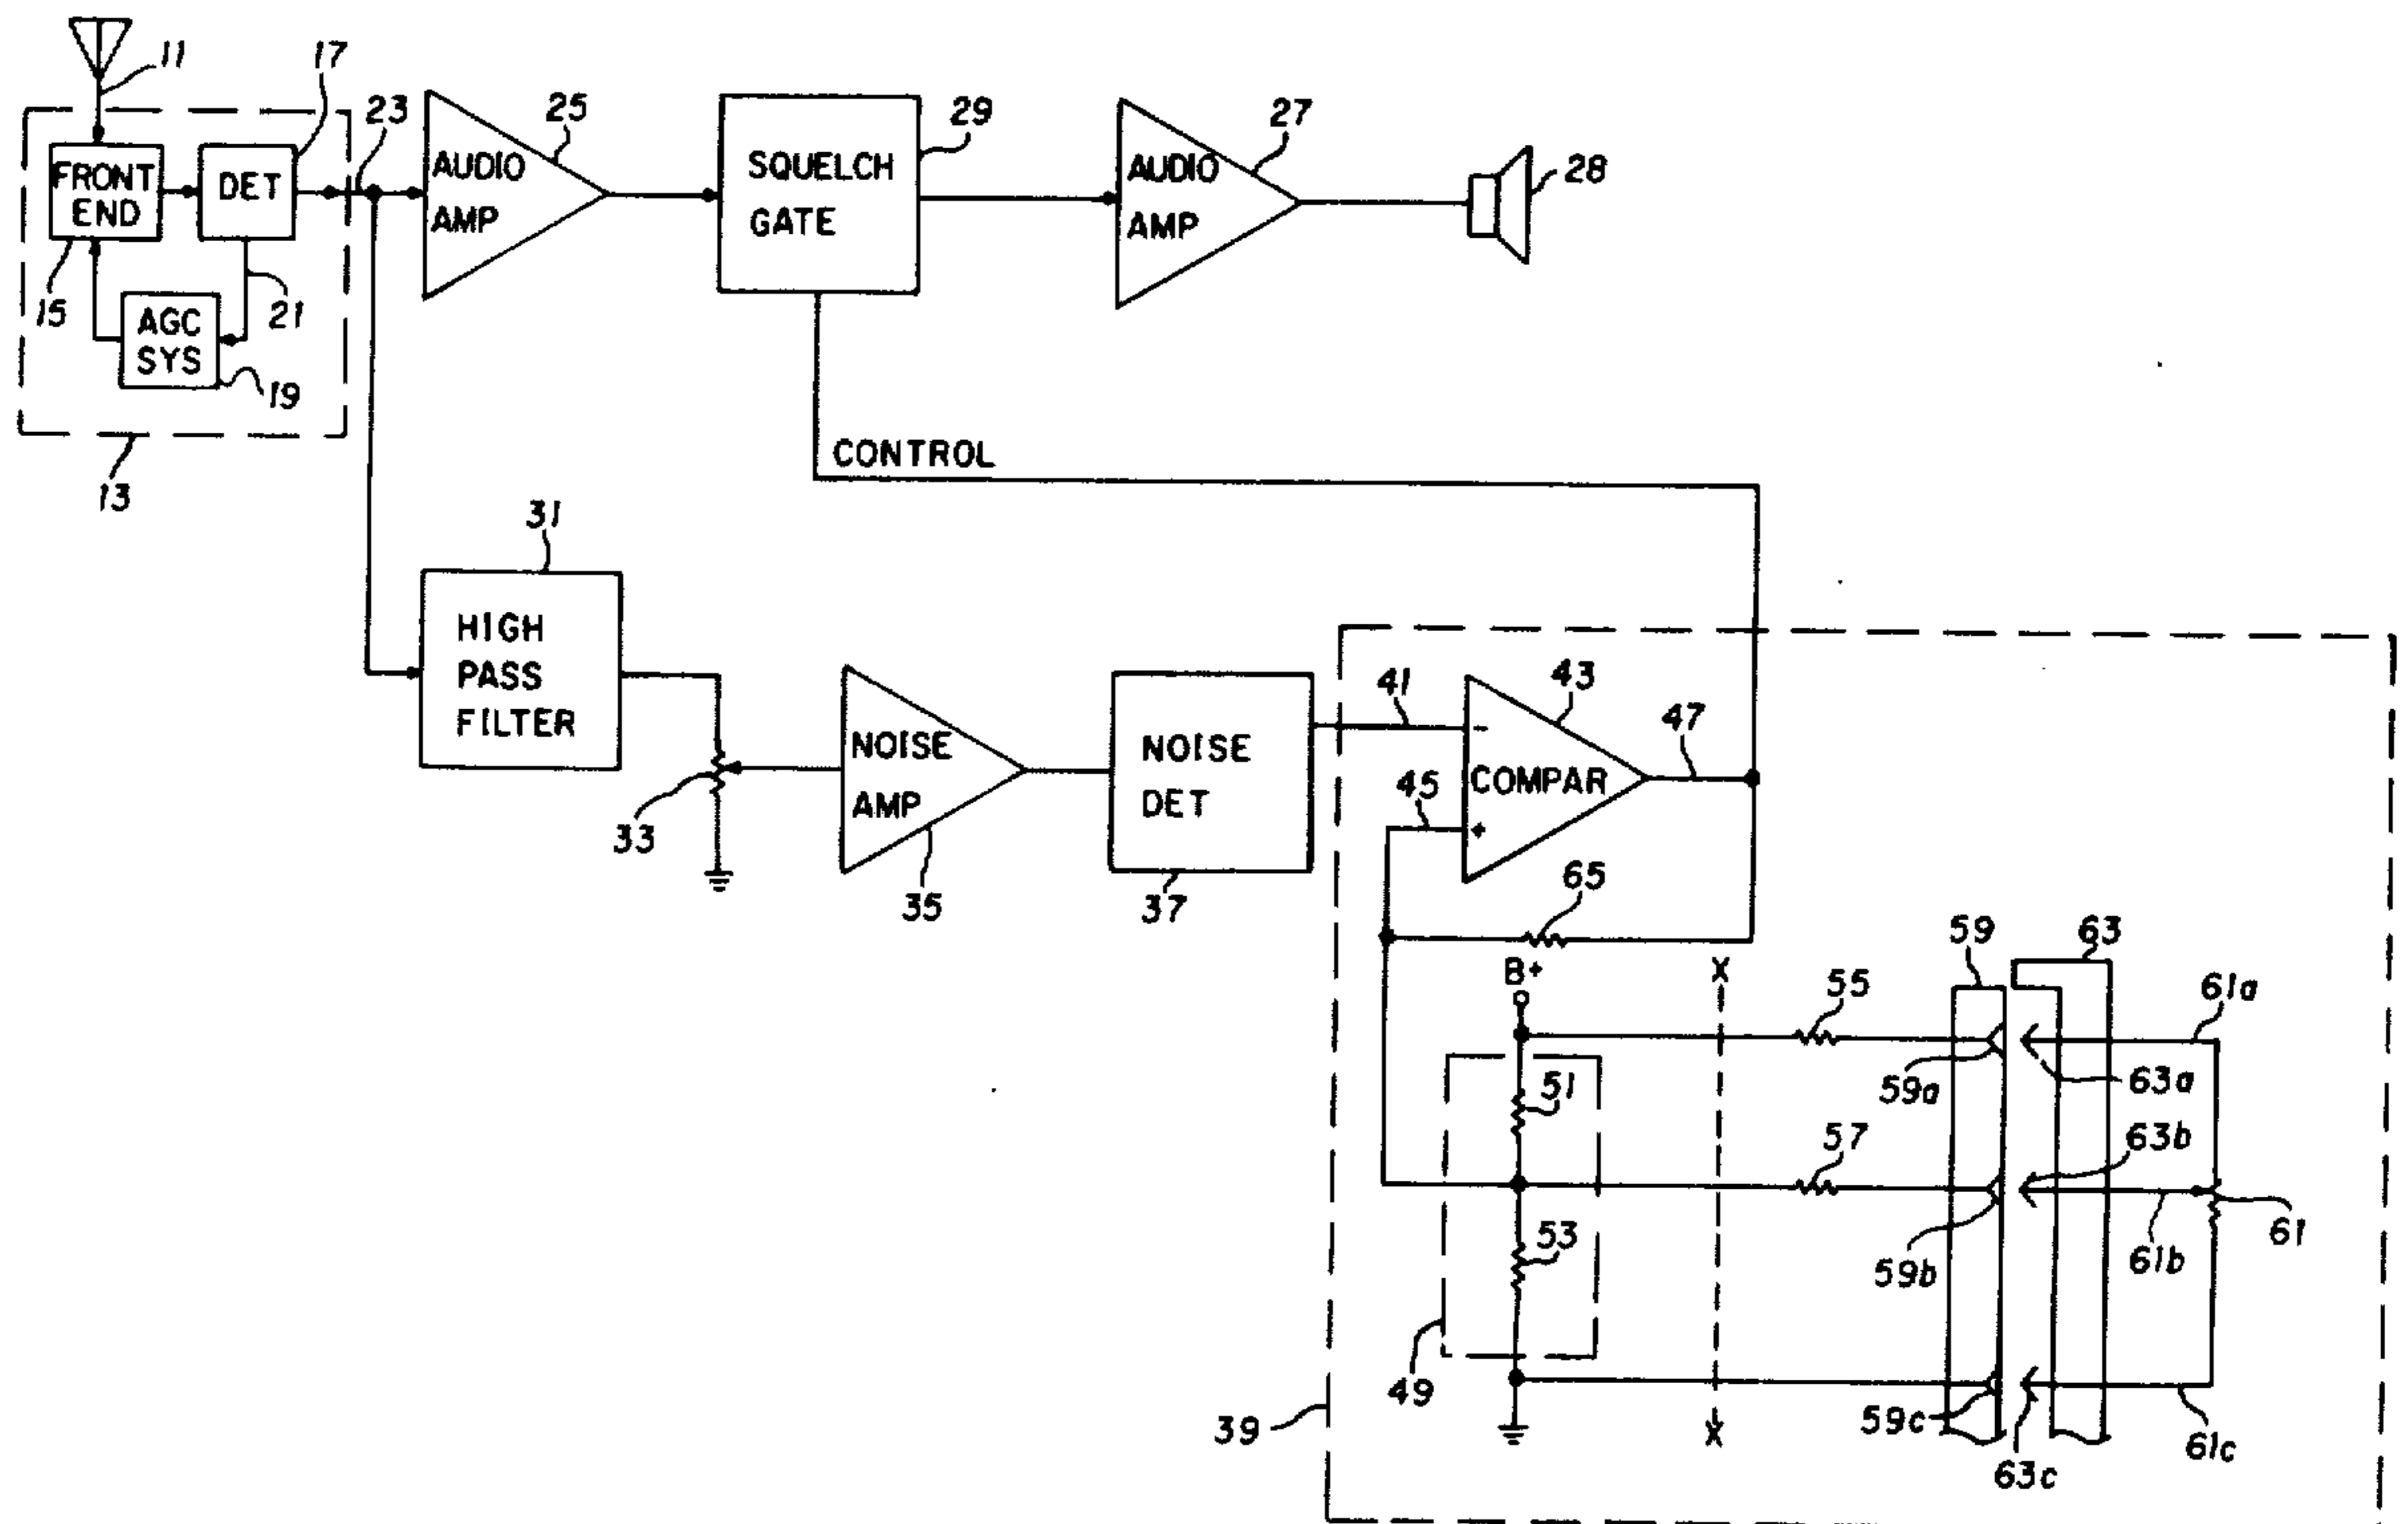 11
17
23
25
29
27
28
FRONT
END
DET
AUDIO
AMP
SQUELCH
GATE
AUDIO
AMP
15
AGC
SYS
21
19
13
CONTROL
31
HIGH
PASS
FILTER
33
NOISE
AMP
35
NOISE
DET
37
41
-
43
COMPAR
47
45
+
65
B+
X
55
59
63
61a
59a
63a
51
57
63b
53
59b
61b
61
49
39
X
59c
63c
61c